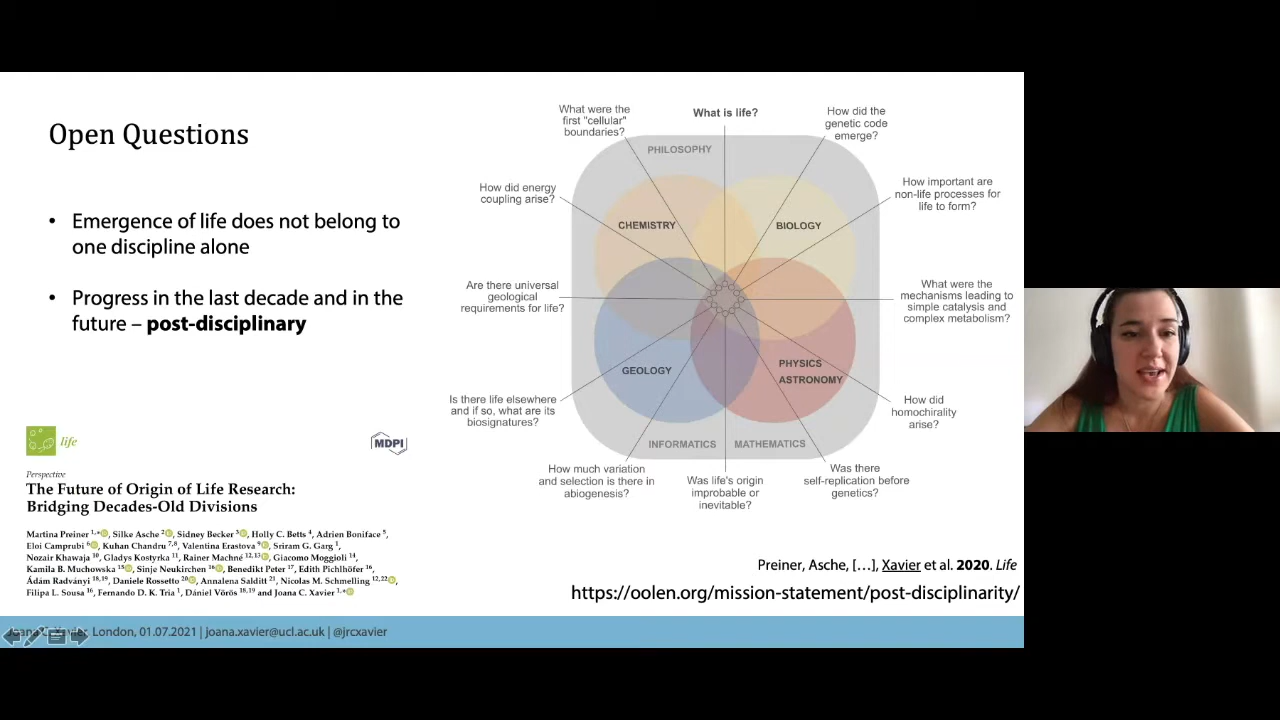 Open Questions
• Emergence of life does not belong to
one discipline alone
• Progress in the last decade and in the
future – post-disciplinary
life
MDPI
Perspective
The Future of Origin of Life Research:
Bridging Decades-Old Divisions
Martina Preiner 1,*, Silke Asche 2, Sidney Becker 3, Holly C. Betts 4, Adrien Boniface 5,
Eloi Camprubi 6, Kuhan Chandru 7,8, Valentina Erastova 9, Sriram G. Garg 1,
Nozair Khawaja 10, Gladys Kostyrka 11, Rainer Machné 12,13, Giacomo Moggioli 14,
Kamila B. Muchowska 15, Sinje Neukirchen 16, Benedikt Peter 17, Edith Pichlhöfer 16,
Ádám Radványi 18,19, Daniele Rossetto 20, Annalena Salditt 21, Nicolas M. Schmelling 12,22,
Filipa L. Sousa 16, Fernando D. K. Tria 1, Dániel Vörös 18,19 and Joana C. Xavier 1,*
What were the
first "cellular"
boundaries?
What is life?
How did the
genetic code
emerge?
PHILOSOPHY
How did energy
coupling arise?
How important are
non-life processes for
life to form?
CHEMISTRY
BIOLOGY
Are there universal
geological
requirements for life?
What were the
mechanisms leading to
simple catalysis and
complex metabolism?
GEOLOGY
PHYSICS
ASTRONOMY
Is there life elsewhere
and if so, what are its
biosignatures?
How did
homochirality
arise?
INFORMATICS
MATHEMATICS
How much variation
and selection is there in
abiogenesis?
Was life's origin
improbable or
inevitable?
Was there
self-replication before
genetics?
Preiner, Asche, [...], Xavier et al. 2020. Life
https://oolen.org/mission-statement/post-disciplinarity/
Xavier, London, 01.07.2021 | joana.xavier@ucl.ac.uk | @jrcxavier